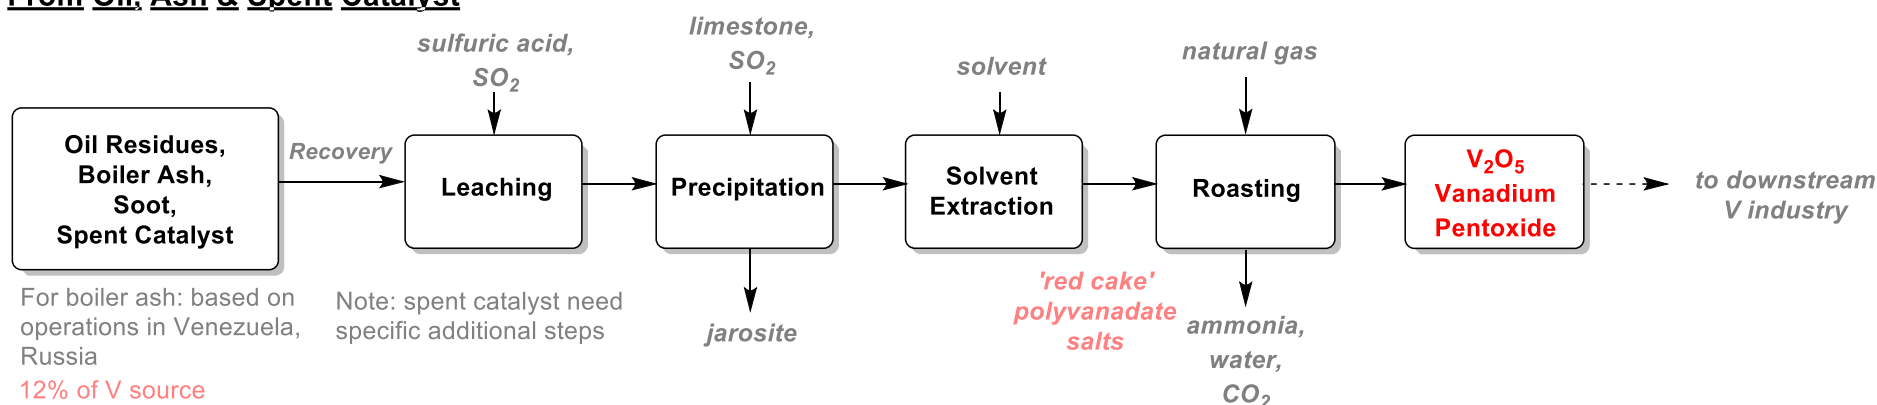 From Oil, Ash & Spent Catalyst
sulfuric acid,
SO2
limestone,
SO2
solvent
natural gas
Oil Residues,
Boiler Ash,
Soot,
Spent Catalyst
Recovery
Leaching
Precipitation
Solvent
Extraction
Roasting
V2O5
Vanadium
Pentoxide
to downstream
V industry
For boiler ash: based on
operations in Venezuela,
Russia
12% of V source
Note: spent catalyst need
specific additional steps
jarosite
'red cake'
polyvanadate
salts
ammonia,
water,
CO2